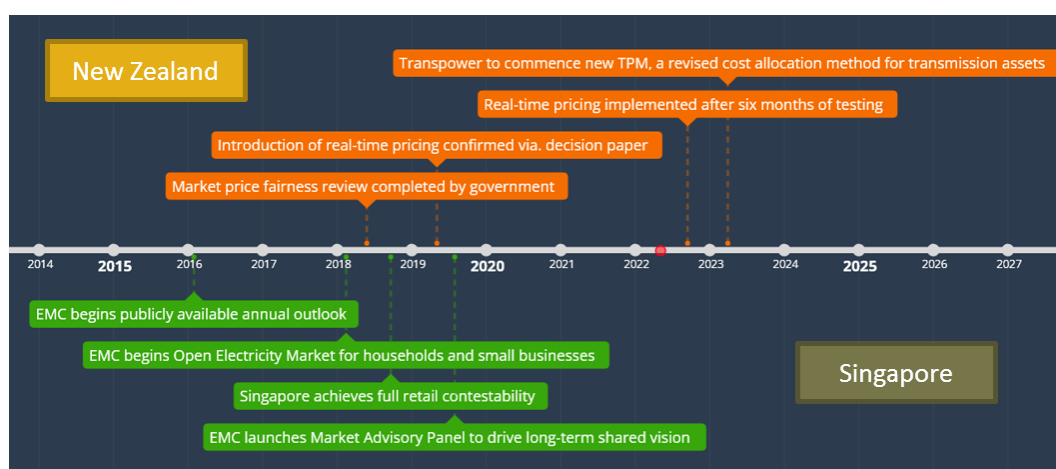 New Zealand
Transpower to commence new TPM, a revised cost allocation method for transmission assets
Real-time pricing implemented after six months of testing
Introduction of real-time pricing confirmed via. decision paper
Market price fairness review completed by government
2014 2015 2016 2017 2018 2019 2020 2021 2022 2023 2024 2025 2026 2027
EMC begins publicly available annual outlook
EMC begins Open Electricity Market for households and small businesses
Singapore
Singapore achieves full retail contestability
EMC launches Market Advisory Panel to drive long-term shared vision